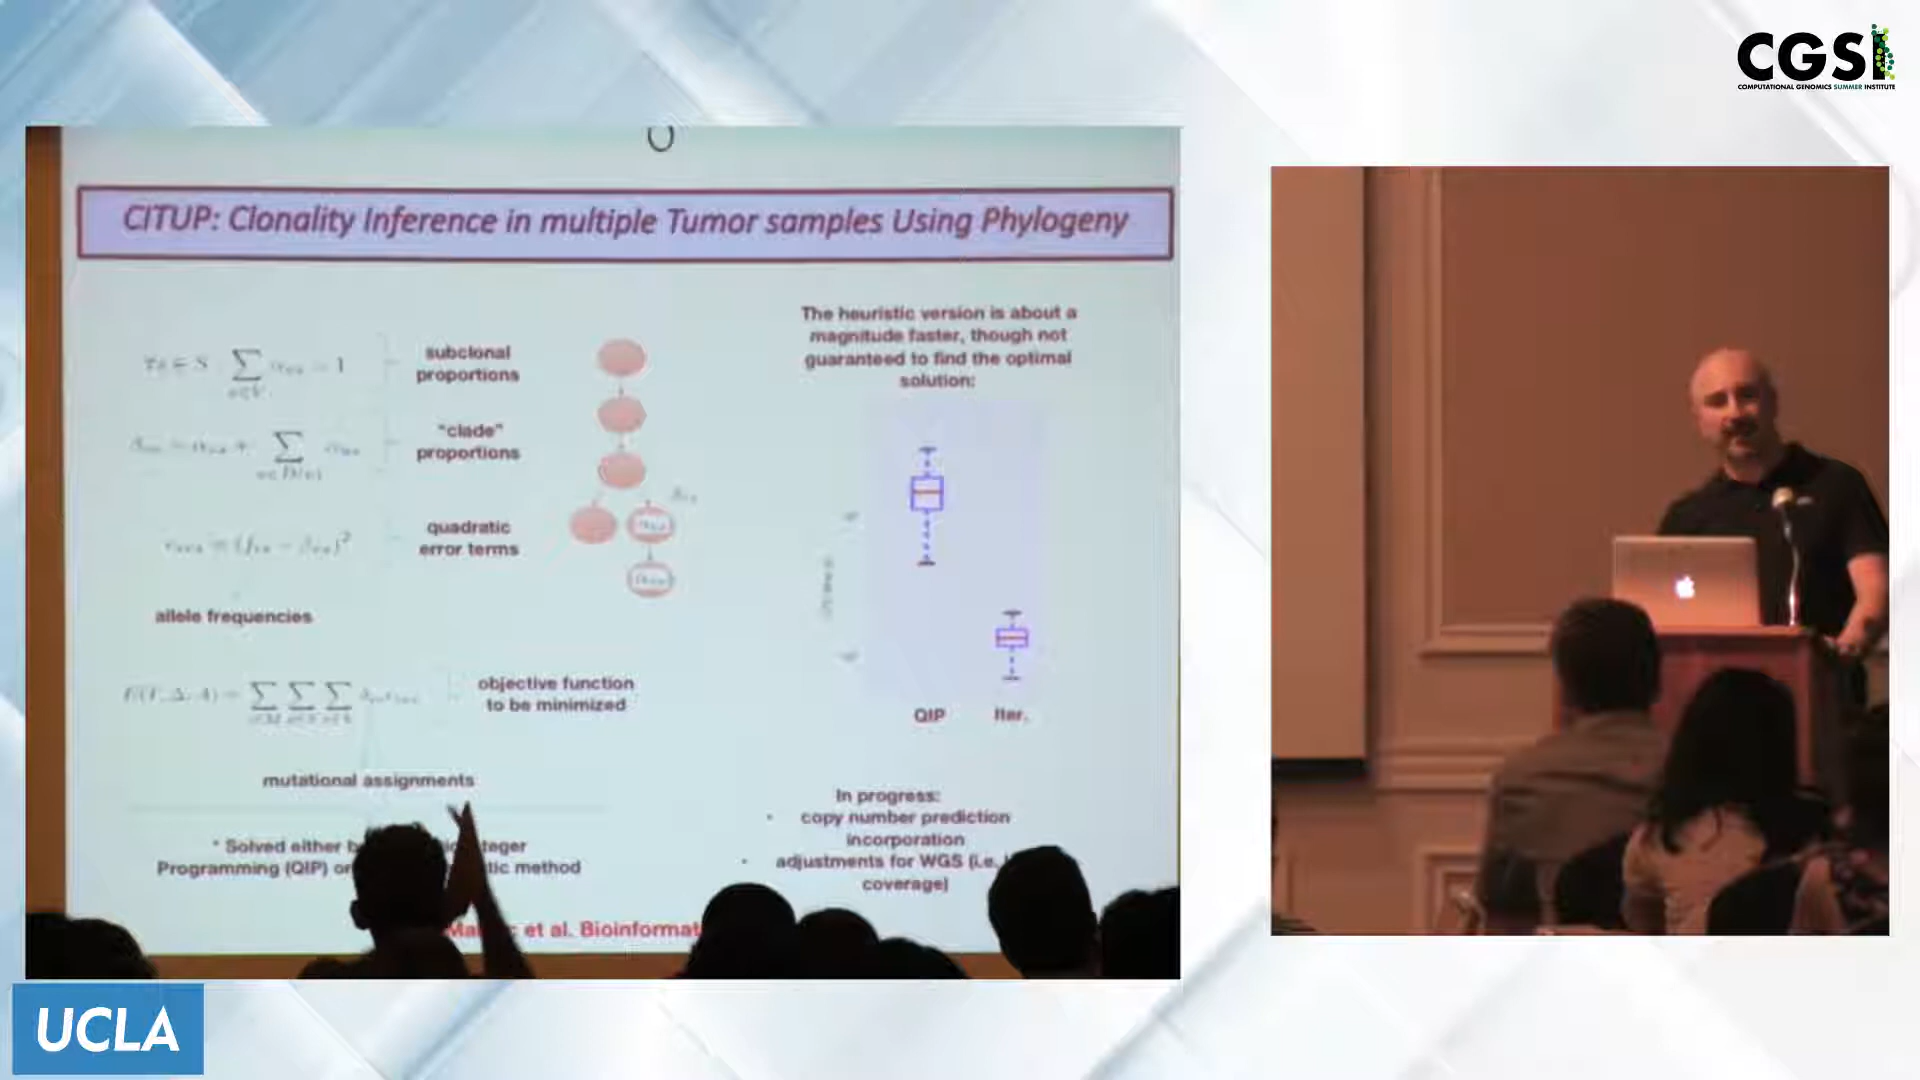 CGSI
COMPUTATIONAL GENOMICS SUMMER INSTITUTE
CITUP: Clonality Inference in multiple Tumor samples Using Phylogeny
subclonal
proportions
"clade"
proportions
quadratic
error terms
allele frequencies
objective function
to be minimized
mutational assignments
* Solved either
Programming (QIP) or
method
The heuristic version is about a
magnitude faster, though not
guaranteed to find the optimal
solution:
QIP Iter.
In progress:
• copy number prediction
incorporation
• adjustments for WGS (i.e.
coverage)
et al. Bioinformat
UCLA